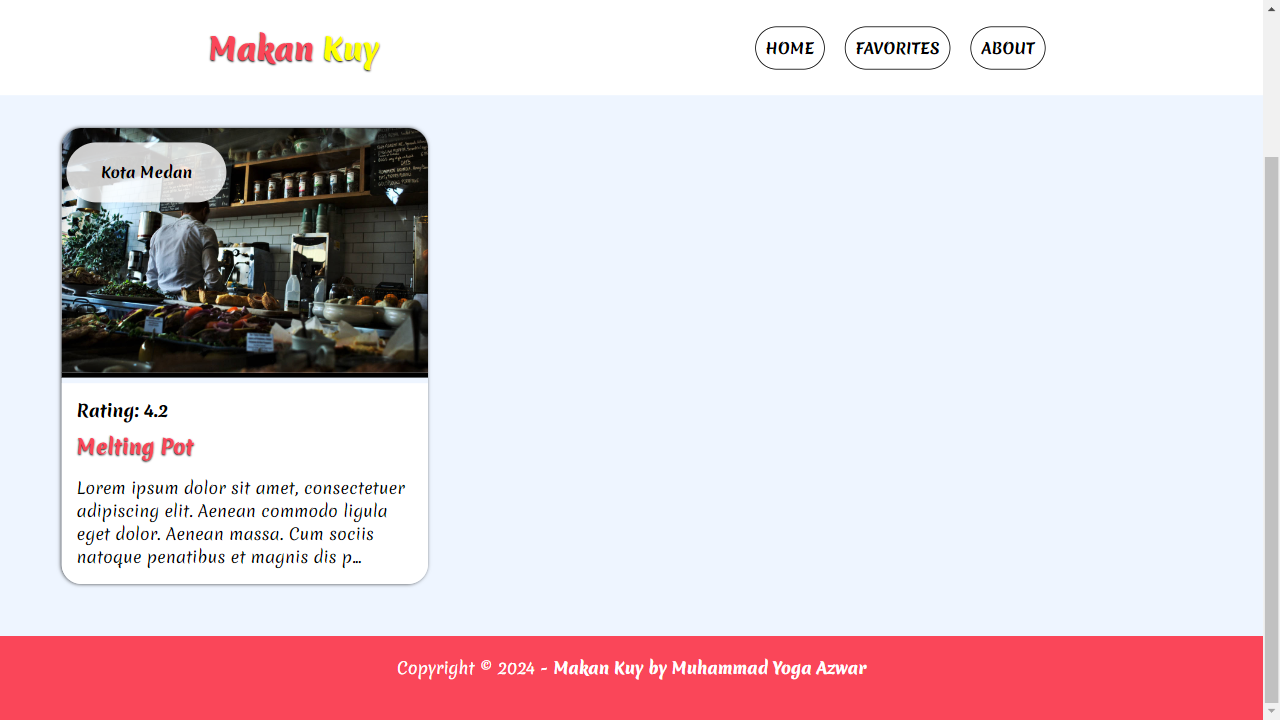 Makan Kuy
HOME
FAVORITES
ABOUT
Kota Medan
Rating: 4.2
Melting Pot
Lorem ipsum dolor sit amet, consectetuer
adipiscing elit. Aenean commodo ligula
eget dolor. Aenean massa. Cum sociis
natoque penatibus et magnis dis p...
Copyright © 2024 - Makan Kuy by Muhammad Yoga Azwar